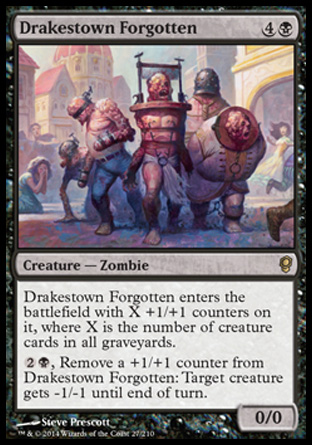 Drakestown Forgotten 4
Creature — Zombie
Drakestown Forgotten enters the
battlefield with X +1/+1 counters on
it, where X is the number of creature
cards in all graveyards.
2 , Remove a +1/+1 counter from
Drakestown Forgotten: Target creature
gets -1/-1 until end of turn.
Steve Prescott
™ & © 2014 Wizards of the Coast 27/210
0/0